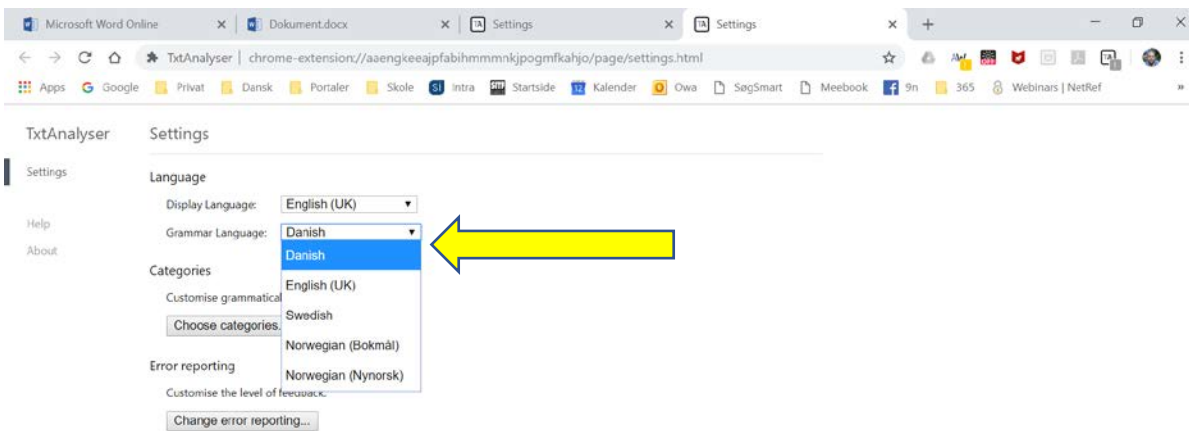 Microsoft Word Online
Dokument.docx
TA Settings
TA Settings
TxtAnalyser | chrome-extension://aaengkeeajpfabihmmmnkjpogmfkahjo/page/settings.html
Apps Google Privat Dansk Portaler Skole Intra Startside Kalender Owa SøgSmart Meebook 9n 365 Webinars | NetRef »
TxtAnalyser
Settings
Settings
Language
Display Language: English (UK)
Help
Grammar Language: Danish
About
Danish
Categories
English (UK)
Customise grammatical
Swedish
Choose categories.
Norwegian (Bokmål)
Error reporting
Norwegian (Nynorsk)
Customise the level of feedback.
Change error reporting...